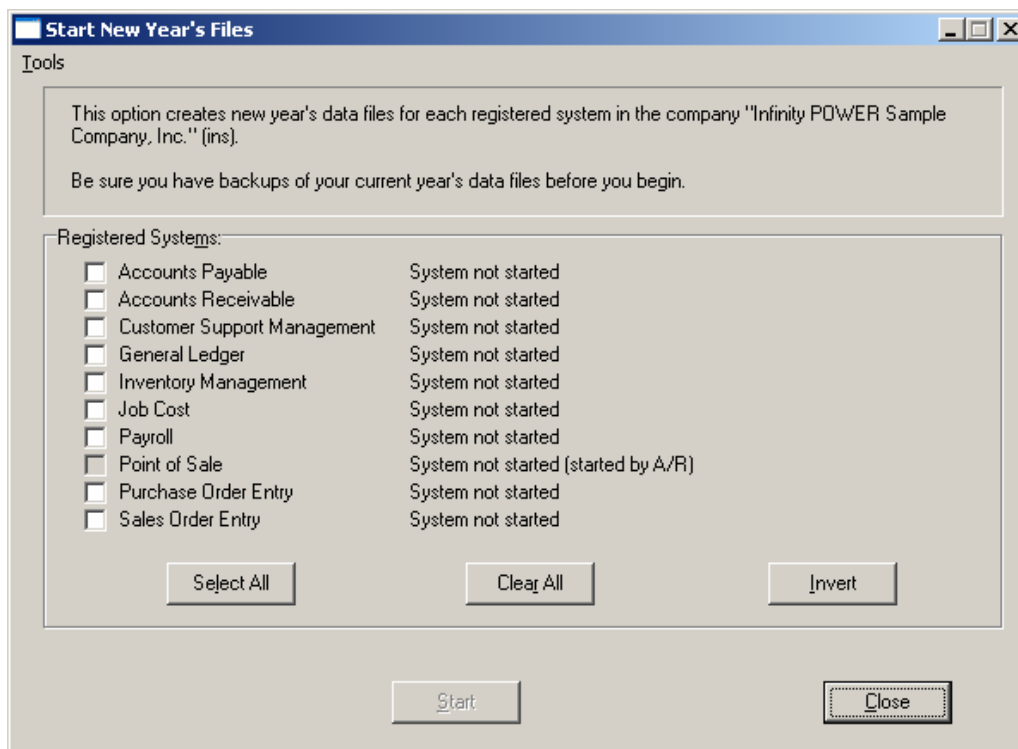 Start New Year's Files
Tools
This option creates new year's data files for each registered system in the company "Infinity POWER Sample
Company, Inc." (ins).
Be sure you have backups of your current year's data files before you begin.
Registered Systems:
Accounts Payable System not started
Accounts Receivable System not started
Customer Support Management System not started
General Ledger System not started
Inventory Management System not started
Job Cost System not started
Payroll System not started
Point of Sale System not started (started by A/R)
Purchase Order Entry System not started
Sales Order Entry System not started
Select All Clear All Invert
Start Close